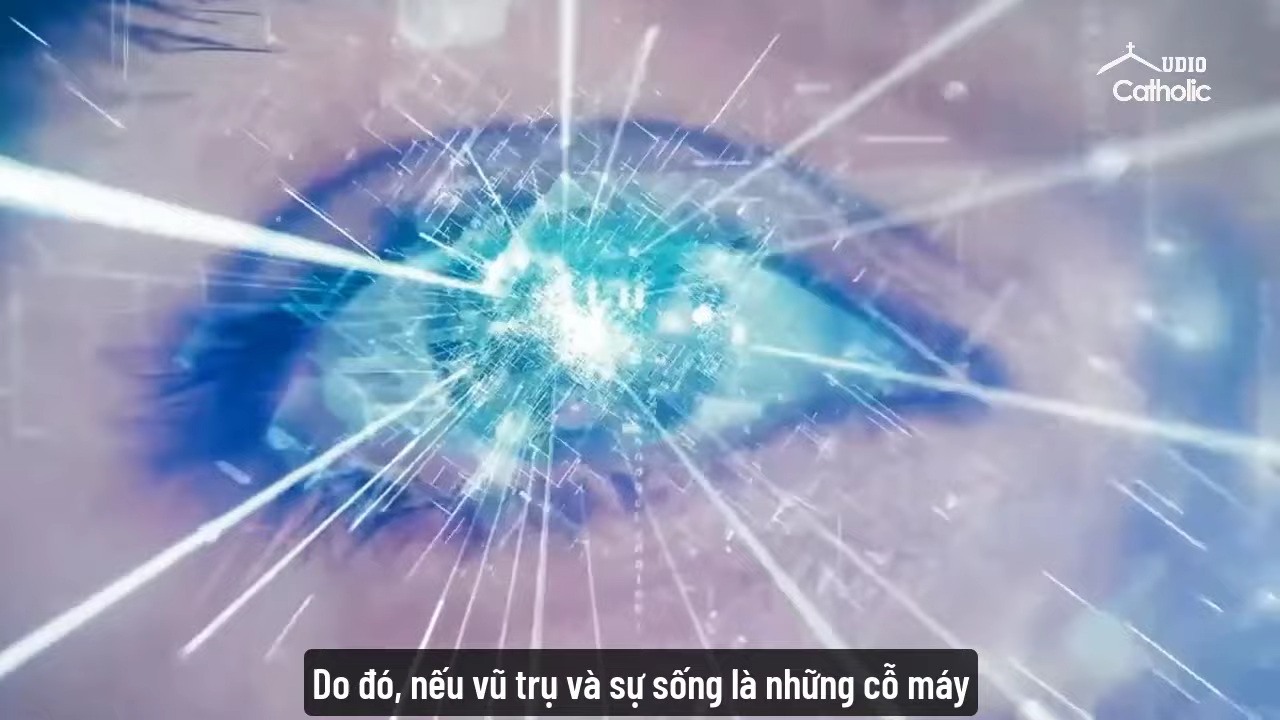 UDIO
Catholic
Do đó, nếu vũ trụ và sự sống là những cỗ máy